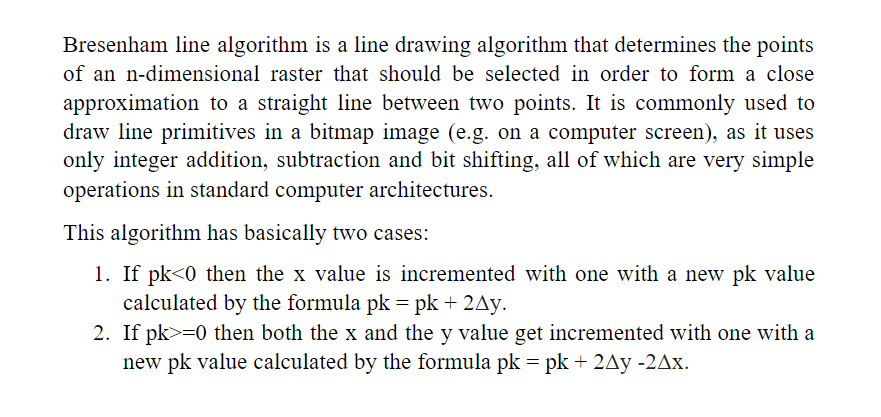 Bresenham line algorithm is a line drawing algorithm that determines the points
of an n-dimensional raster that should be selected in order to form a close
approximation to a straight line between two points. It is commonly used to
draw line primitives in a bitmap image (e.g. on a computer screen), as it uses
only integer addition, subtraction and bit shifting, all of which are very simple
operations in standard computer architectures.
This algorithm has basically two cases:
1. If pk<0 then the x value is incremented with one with a new pk value
calculated by the formula pk = pk + 2Δy.
2. If pk>=0 then both the x and the y value get incremented with one with a
new pk value calculated by the formula pk = pk + 2Δy -2Δx.